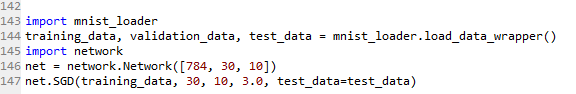 142
143 import mnist_loader
144 training_data, validation_data, test_data = mnist_loader.load_data_wrapper()
145 import network
146 net = network.Network([784, 30, 10])
147 net.SGD(training_data, 30, 10, 3.0, test_data=test_data)